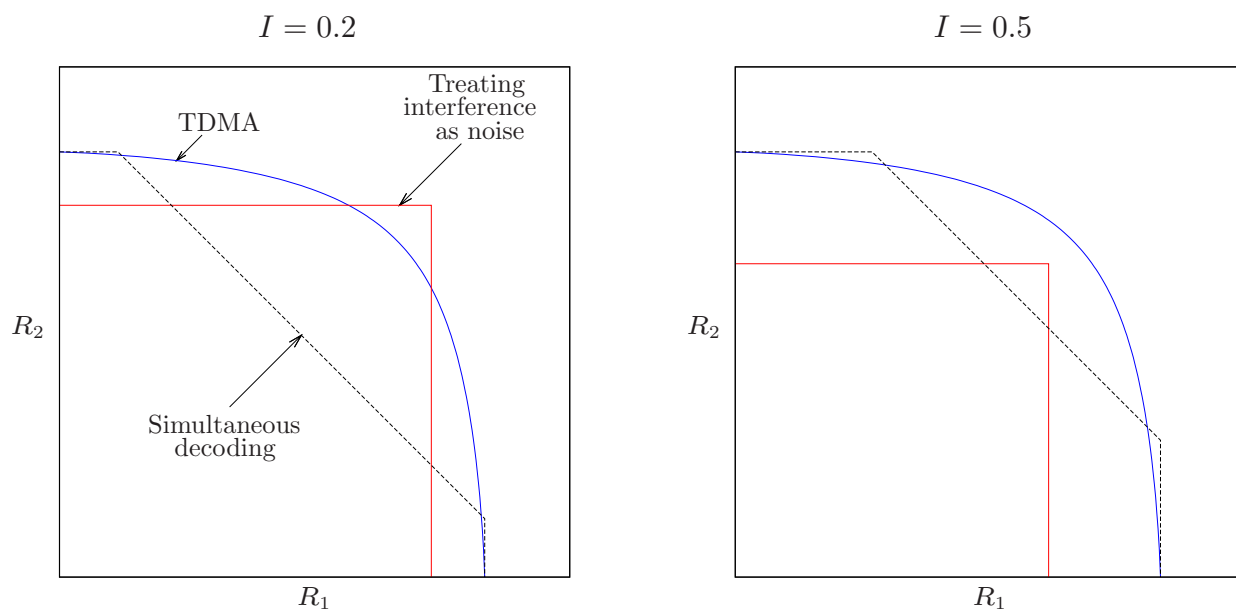 I = 0.2
I = 0.5
Treating
interference
as noise
TDMA
R₂
Simultaneous
decoding
R₁
R₂
R₁